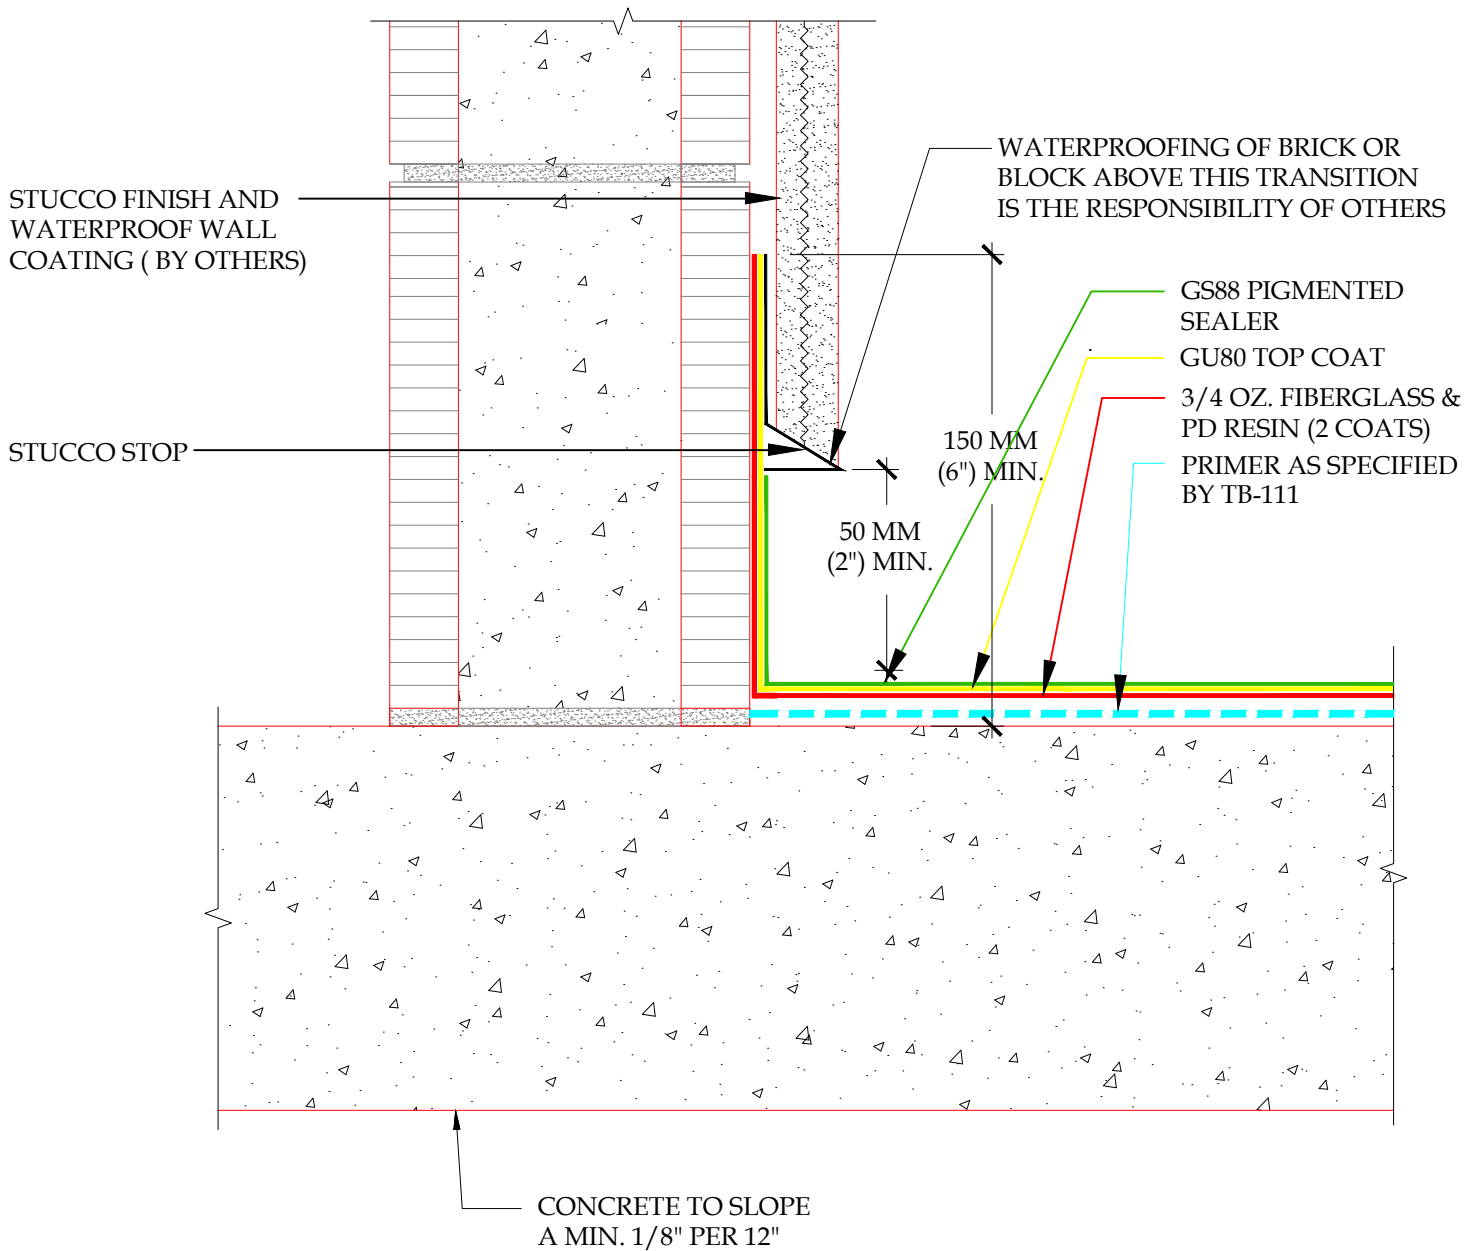 WATERPROOFING OF BRICK OR
BLOCK ABOVE THIS TRANSITION
IS THE RESPONSIBILITY OF OTHERS
STUCCO FINISH AND
WATERPROOF WALL
COATING ( BY OTHERS)
GS88 PIGMENTED
SEALER
GU80 TOP COAT
3/4 OZ. FIBERGLASS &
PD RESIN (2 COATS)
PRIMER AS SPECIFIED
BY TB-111
STUCCO STOP
150 MM
(6") MIN.
50 MM
(2") MIN.
CONCRETE TO SLOPE
A MIN. 1/8" PER 12"